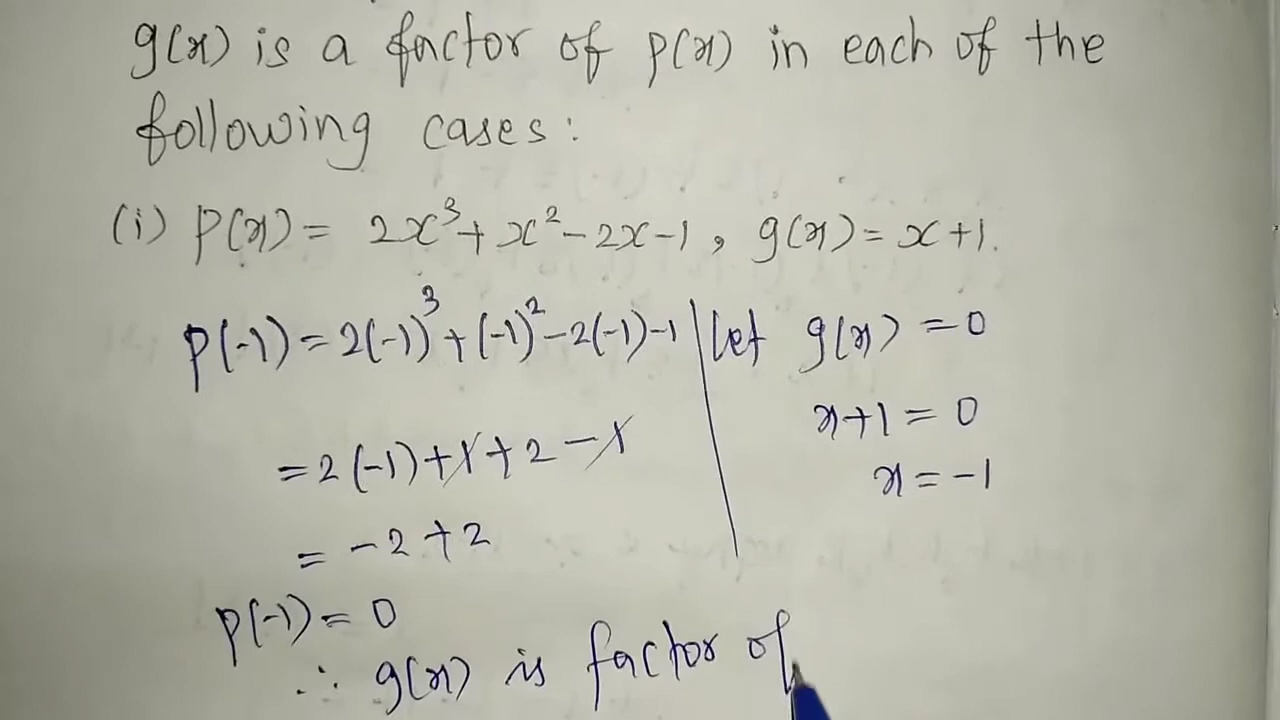 g(x) is a factor of p(x) in each of the
following cases:
(i) P(x) = 2x³ + x² - 2x - 1, g(x) = x + 1.
p(-1) = 2(-1)³ + (-1)² - 2(-1) - 1
= 2(-1) + 1 + 2 - 1
= -2 + 2
p(-1) = 0
∴ g(x) is factor of
let g(x) = 0
x + 1 = 0
x = -1